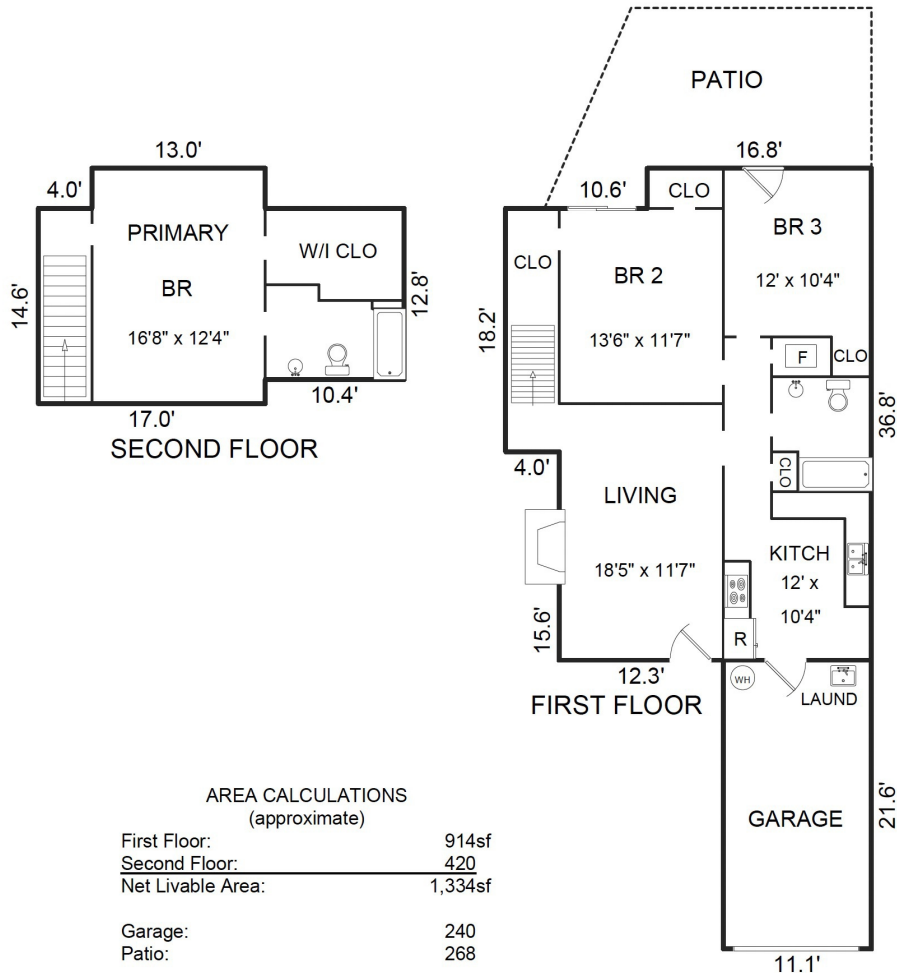 13.0'
4.0'
PRIMARY
BR
16'8" x 12'4"
W/I CLO
14.6'
12.8'
10.4'
17.0'
SECOND FLOOR
PATIO
16.8'
10.6'
CLO
BR 3
12' x 10'4"
CLO
BR 2
13'6" x 11'7"
18.2'
F
CLO
36.8'
4.0'
CLO
LIVING
18'5" x 11'7"
KITCH
12' x
10'4"
15.6'
R
12.3'
FIRST FLOOR
WH
LAUND
GARAGE
21.6'
11.1'
AREA CALCULATIONS
(approximate)
First Floor: 914sf
Second Floor: 420
Net Livable Area: 1,334sf
Garage: 240
Patio: 268